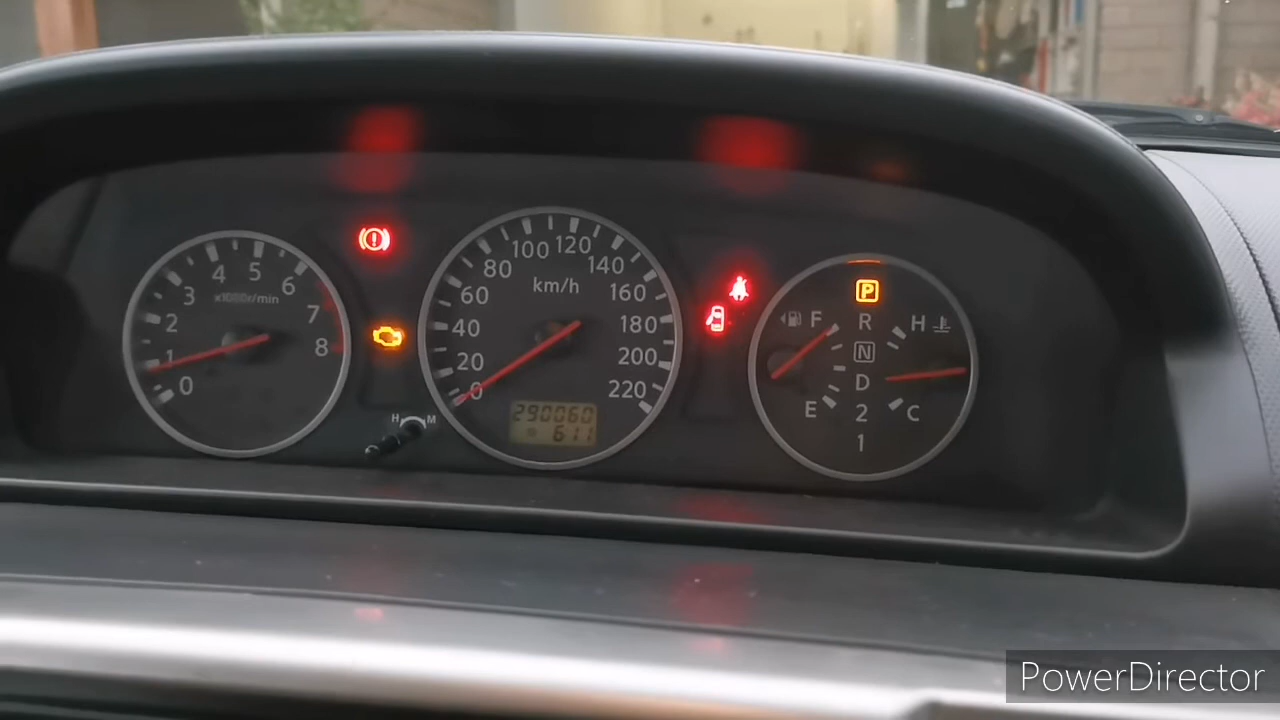 0 1 2 3 4 5 6 7 8
x1000r/min
H M
0 20 40 60 80 100 120 140 160 180 200 220
km/h
290060
611
P
R
N
D
2
1
F
E
H
C
PowerDirector